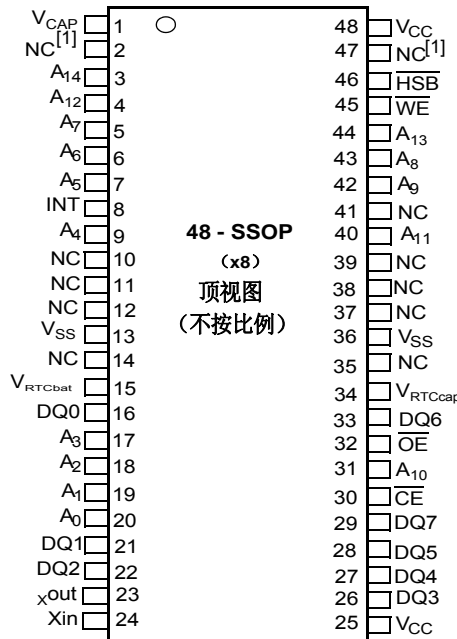 V_CAP 1 48 V_CC
NC[1] 2 47 NC[1]
A14 3 46 HSB
A12 4 45 WE
A7 5 44 A13
A6 6 43 A8
A5 7 42 A9
INT 8 41 NC
A4 9 48 - SSOP 40 A11
NC 10 (x8) 39 NC
NC 11 顶视图 38 NC
NC 12 (不按比例) 37 NC
VSS 13 36 VSS
NC 14 35 NC
VRTCbat 15 34 VRTCcap
DQ0 16 33 DQ6
A3 17 32 OE
A2 18 31 A10
A1 19 30 CE
A0 20 29 DQ7
DQ1 21 28 DQ5
DQ2 22 27 DQ4
Xout 23 26 DQ3
Xin 24 25 VCC